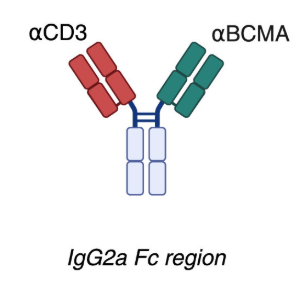 αCD3
αBCMA
IgG2a Fc region